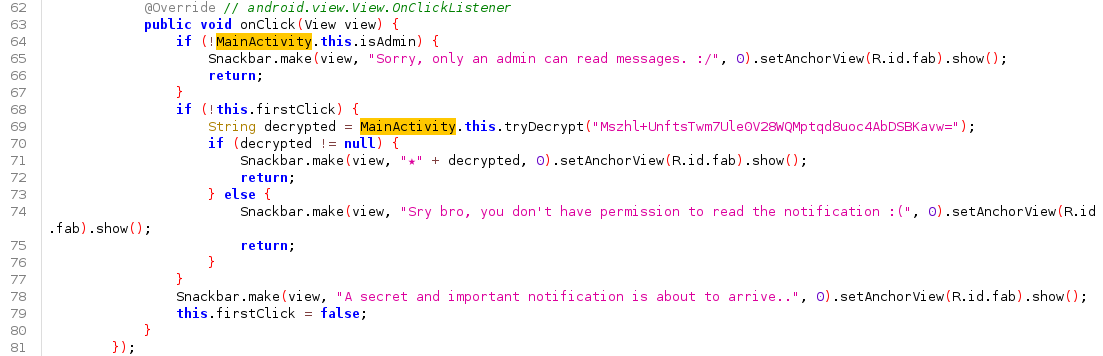 62 @Override // android.view.View.OnClickListener
63 public void onClick(View view) {
64 if (!MainActivity.this.isAdmin) {
65 Snackbar.make(view, "Sorry, only an admin can read messages. :/", 0).setAnchorView(R.id.fab).show();
66 return;
67 }
68 if (!this.firstClick) {
69 String decrypted = MainActivity.this.tryDecrypt("Mszhl+UnftsTwm7Ule0V28WQMptqd8uoc4AbDSBKavw=");
70 if (decrypted != null) {
71 Snackbar.make(view, "★" + decrypted, 0).setAnchorView(R.id.fab).show();
72 return;
73 } else {
74 Snackbar.make(view, "Sry bro, you don't have permission to read the notification :(", 0).setAnchorView(R.id
.fab).show();
75 return;
76 }
77 }
78 Snackbar.make(view, "A secret and important notification is about to arrive..", 0).setAnchorView(R.id.fab).show();
79 this.firstClick = false;
80 }
81 });